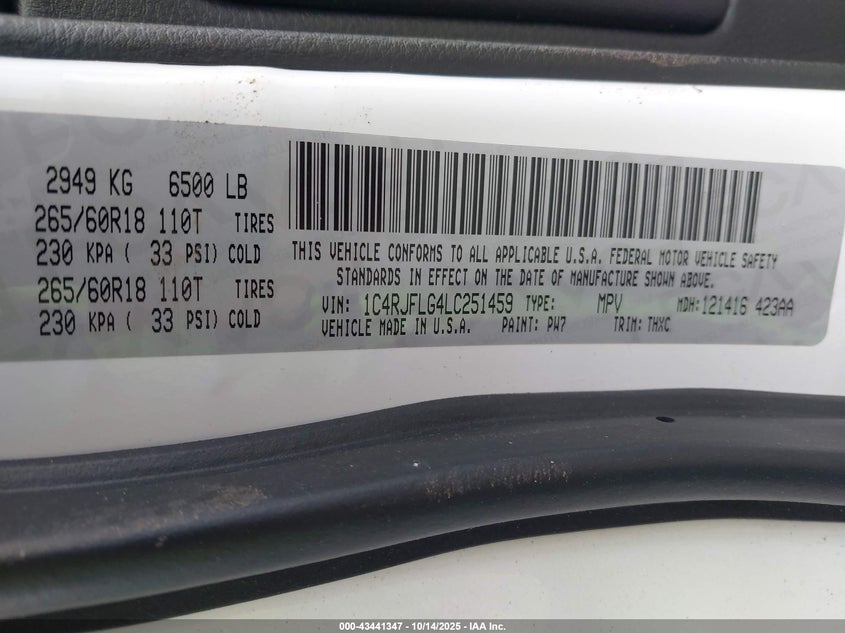 2949 KG 6500 LB
265/60R18 110T TIRES
230 KPA ( 33 PSI) COLD
265/60R18 110T TIRES
230 KPA ( 33 PSI) COLD
THIS VEHICLE CONFORMS TO ALL APPLICABLE U.S.A. FEDERAL MOTOR VEHICLE SAFETY
STANDARDS IN EFFECT ON THE DATE OF MANUFACTURE SHOWN ABOVE.
VIN: 1C4RJFLG4LC251459 TYPE: MPV MDH:121416 423AA
VEHICLE MADE IN U.S.A. PAINT: PW7 TRIM: THXC
000-43441347 - 10/14/2025 - IAA Inc.